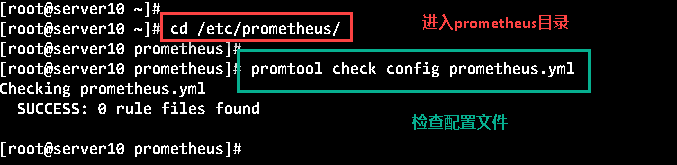 [root@server10 ~]#
[root@server10 ~]# cd /etc/prometheus/
进入prometheus目录
[root@server10 prometheus]#
[root@server10 prometheus]# promtool check config prometheus.yml
Checking prometheus.yml
SUCCESS: 0 rule files found
检查配置文件
[root@server10 prometheus]#